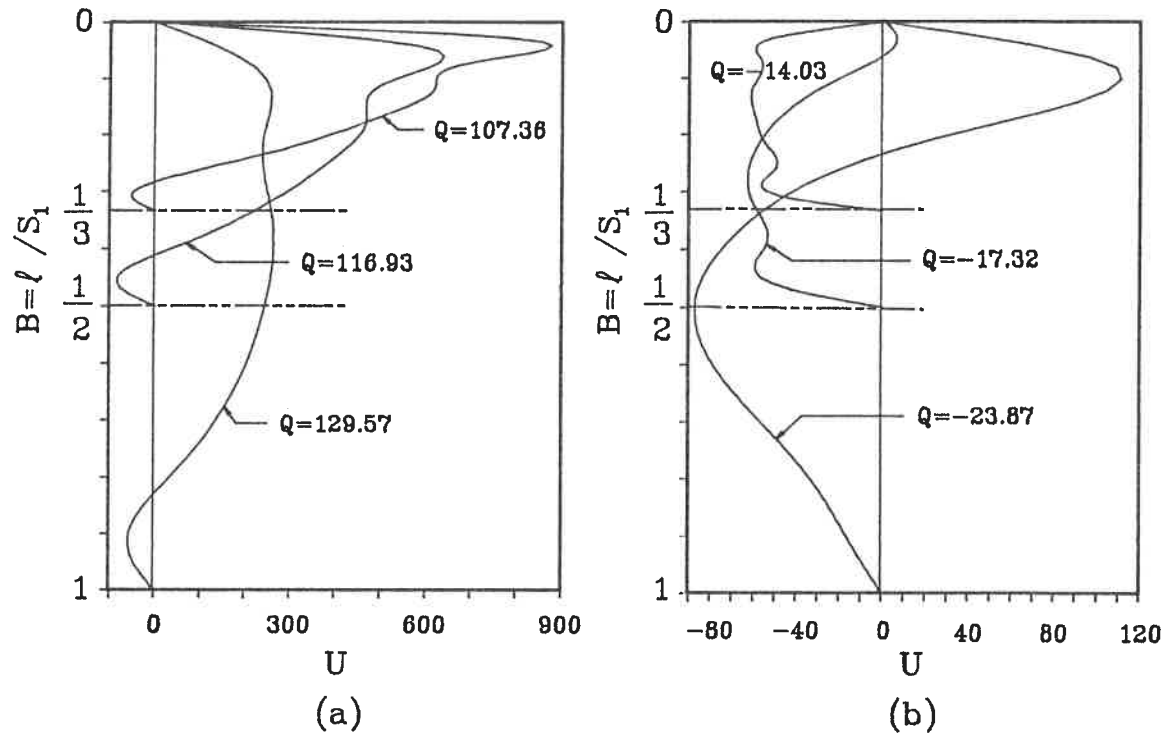 0
1
3
1
2
1
B=ℓ /S₁
Q=107.36
Q=116.93
Q=129.57
0
300
600
900
U
(a)
0
1
3
1
2
1
B=ℓ /S₁
Q=-14.03
Q=-17.32
Q=-23.87
-80
-40
0
40
80
120
U
(b)